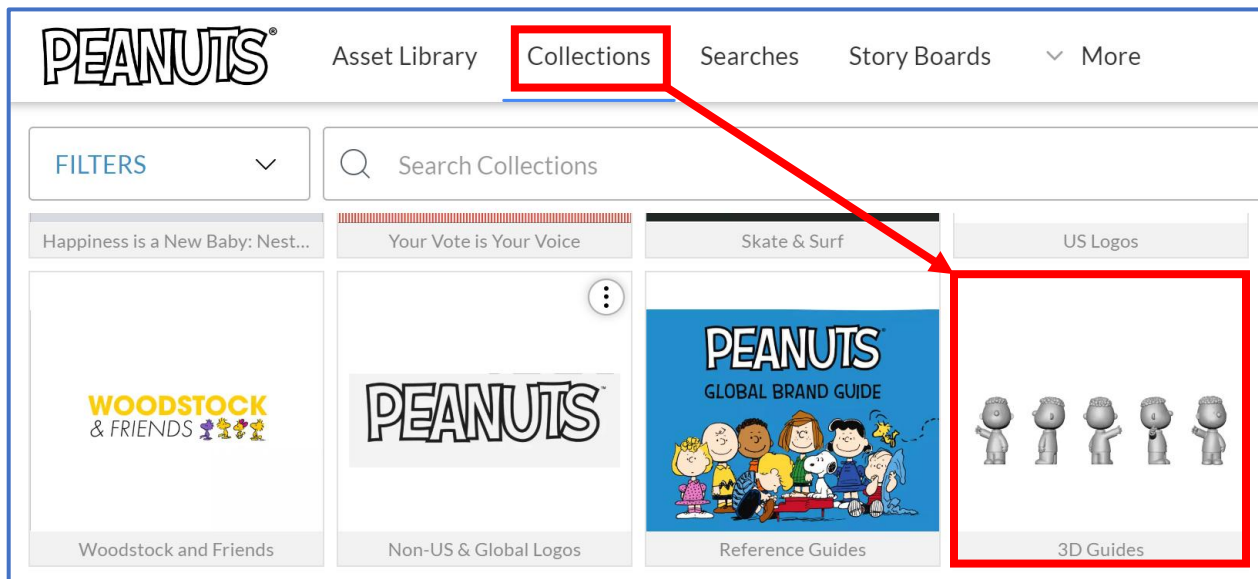 PEANUTS®
Asset Library Collections Searches Story Boards More
FILTERS
Search Collections
Happiness is a New Baby: Nest...
Your Vote is Your Voice
Skate & Surf
US Logos
WOODSTOCK
& FRIENDS
Woodstock and Friends
PEANUTS™
Non-US & Global Logos
PEANUTS
GLOBAL BRAND GUIDE
Reference Guides
3D Guides